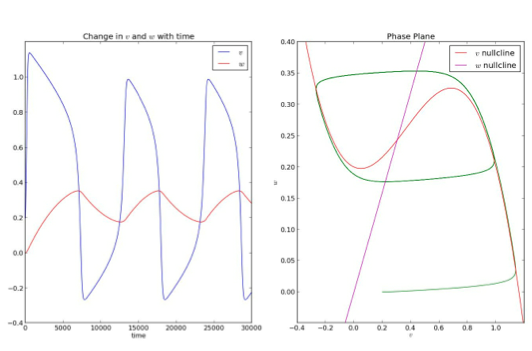 Change in v and w with time
v
w
1.0
0.8
0.6
0.4
0.2
0.0
−0.2
−0.4
0 5000 10000 15000 20000 25000 30000
time
Phase Plane
v nullcline
w nullcline
0.40
0.35
0.30
0.25
0.20
0.15
0.10
0.05
0.00
w
−0.4 −0.2 0.0 0.2 0.4 0.6 0.8 1.0
v